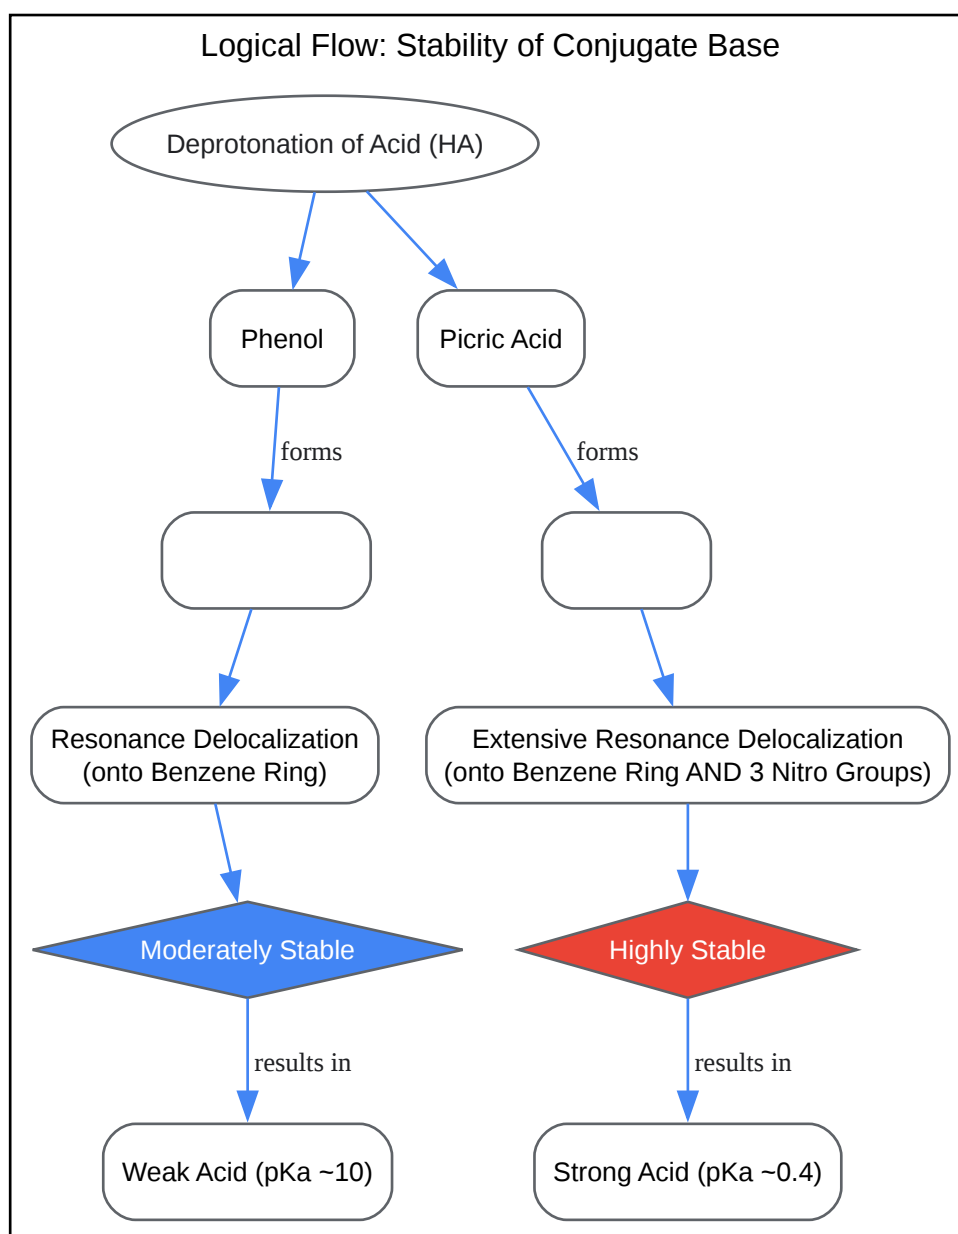 Logical Flow: Stability of Conjugate Base
Deprotonation of Acid (HA)
Phenol
Picric Acid
forms
forms
Resonance Delocalization
(onto Benzene Ring)
Extensive Resonance Delocalization
(onto Benzene Ring AND 3 Nitro Groups)
Moderately Stable
Highly Stable
results in
results in
Weak Acid (pKa ~10)
Strong Acid (pKa ~0.4)